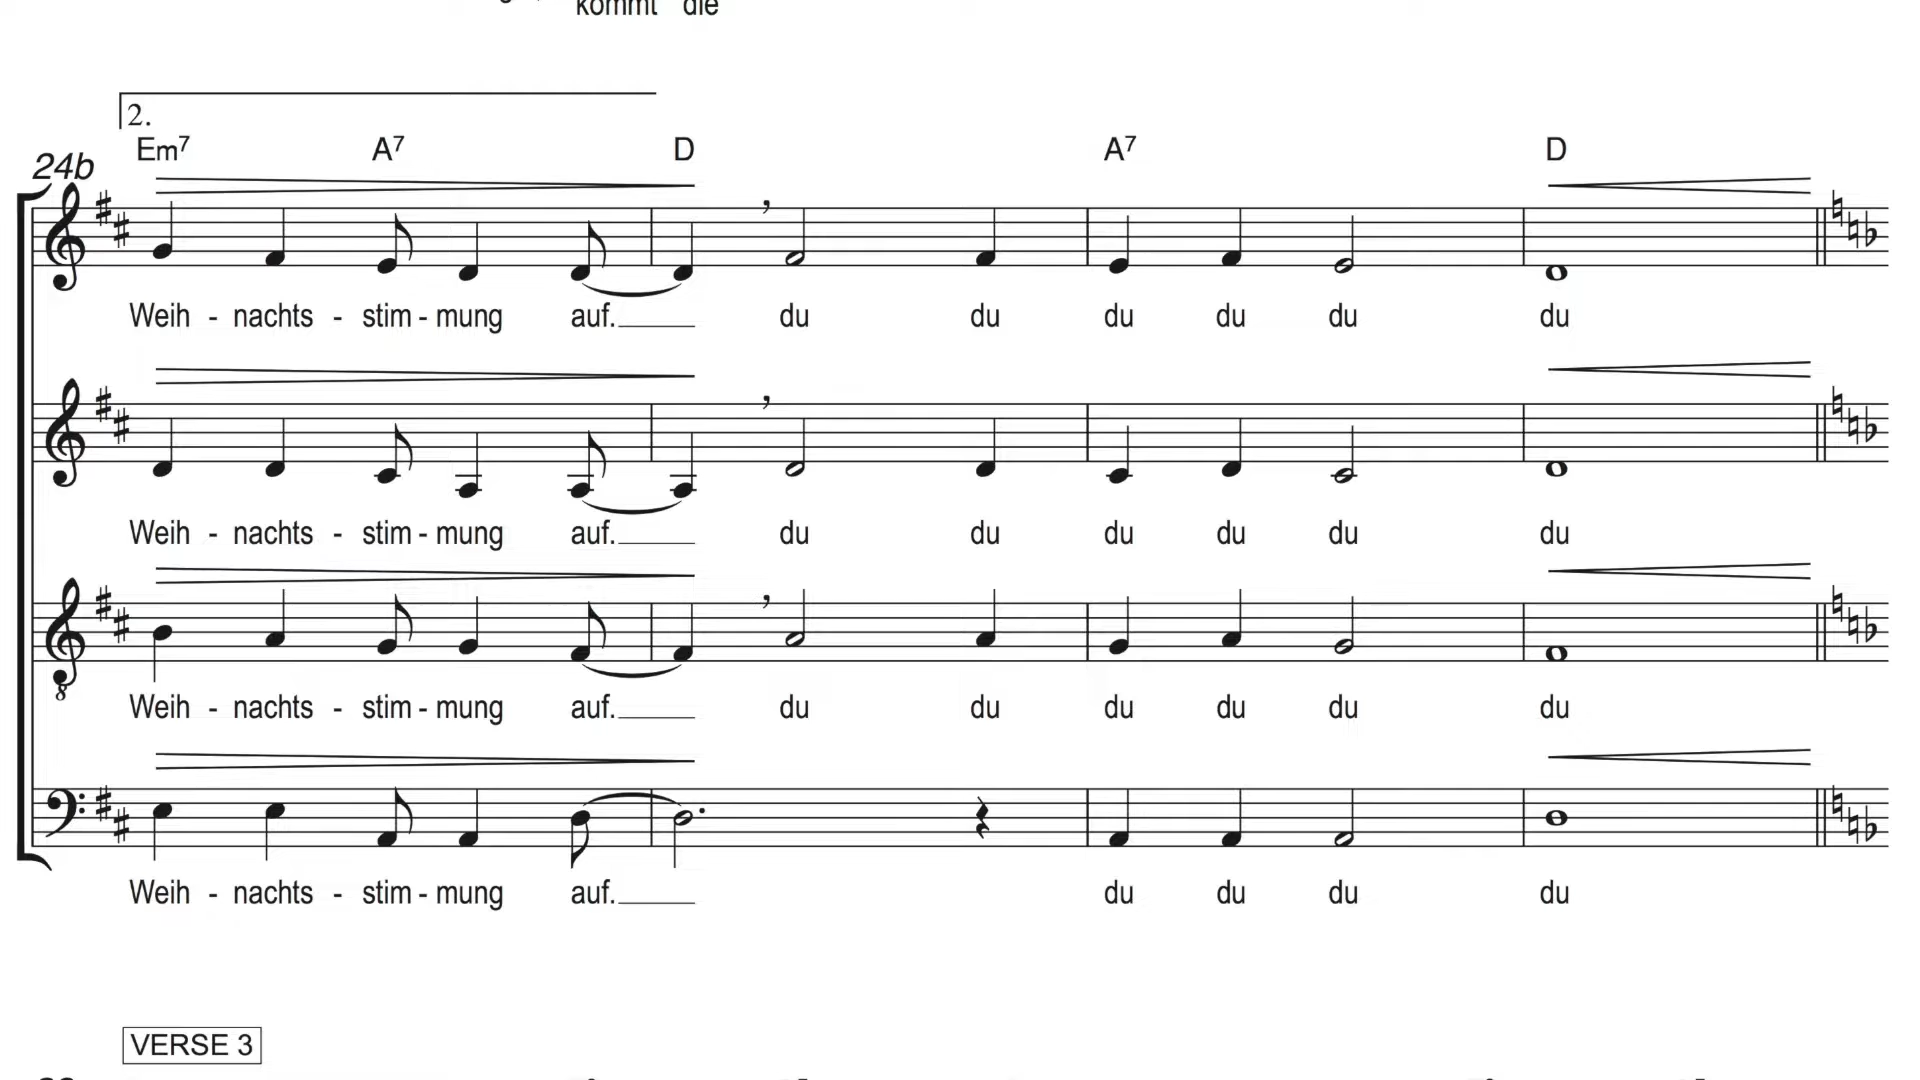 kommt die
2.
Em7 A7 D A7 D
24b
Weih - nachts - stim - mung auf. du du du du du du
Weih - nachts - stim - mung auf. du du du du du du
8
Weih - nachts - stim - mung auf. du du du du du du
Weih - nachts - stim - mung auf. du du du du
VERSE 3